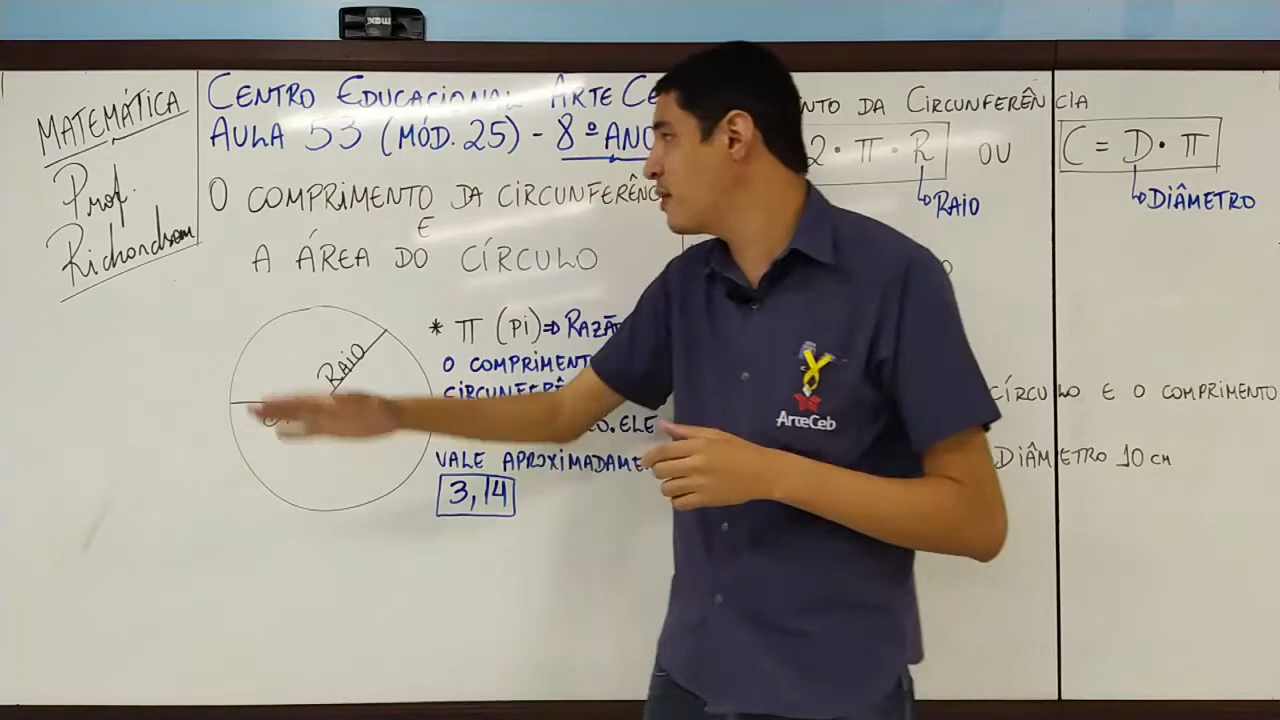 MATEMÁTICA
Prof.
Richardsom
CENTRO EDUCACIONAL ARTE CE
AULA 53 (MÓD. 25) - 8º ANO
O COMPRIMENTO DA CIRCUNFERÊNC
E
A ÁREA DO CÍRCULO
RAIO
* π (PI) ⇒ RAZÃ
O COMPRIMENT
CIRCUNFERÊ
O. ELE
VALE APROXIMADAME
3,14
NTO DA CIRCUNFERÊNCIA
2 · π · R OU C = D · π
RAIO DIÂMETRO
CÍRCULO E O COMPRIMENTO
DIÂMETRO 10 cm
ArteCeb